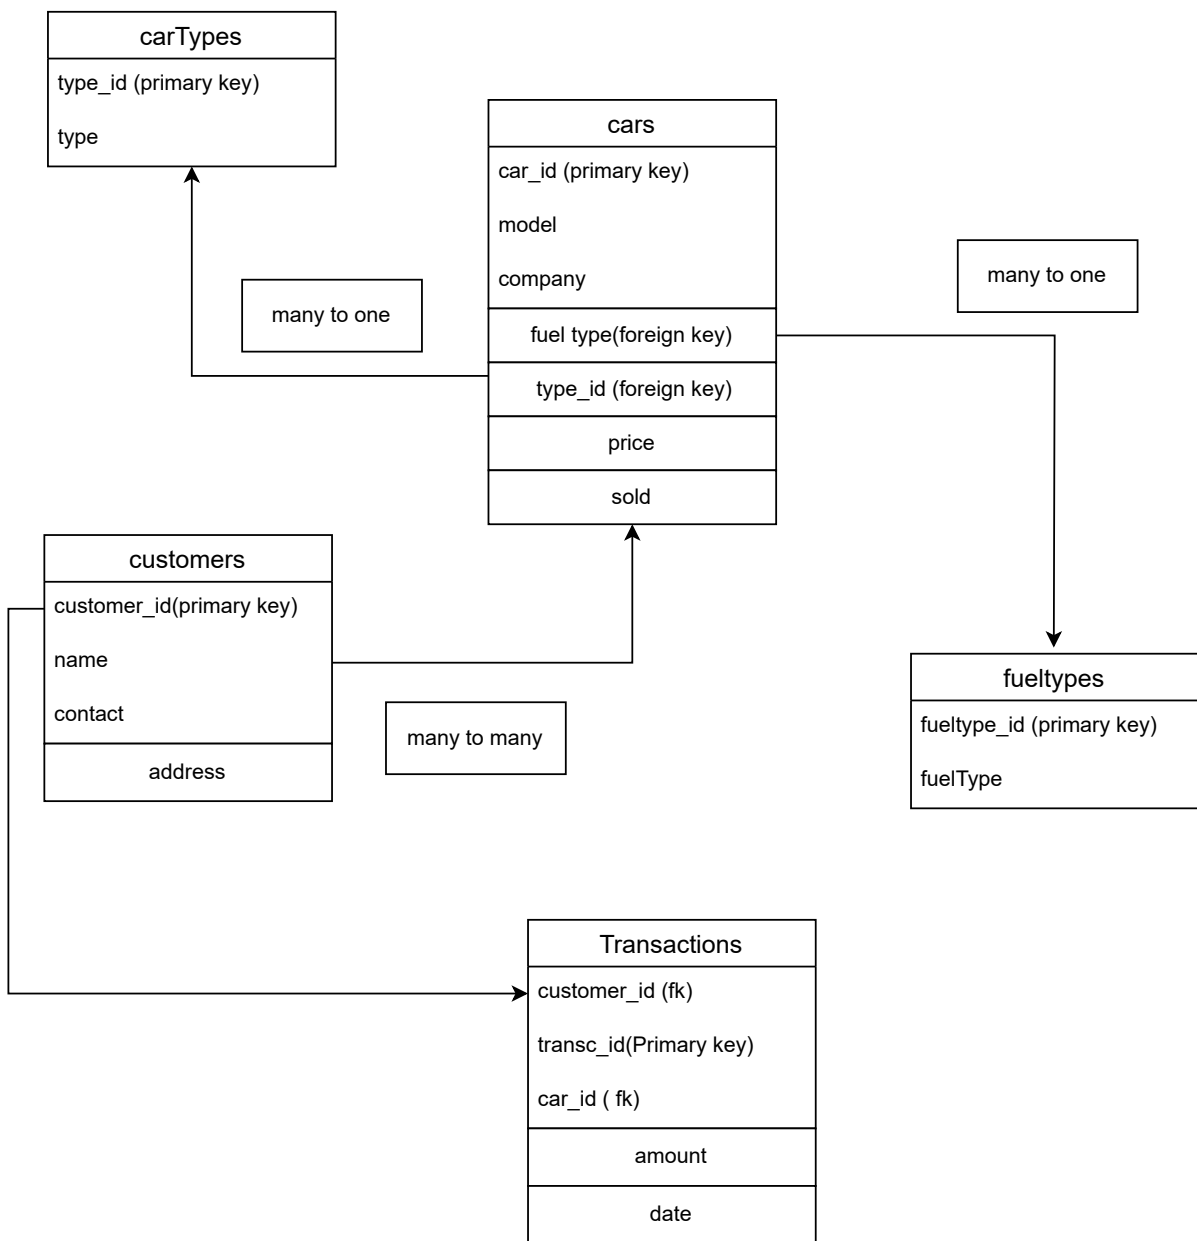 carTypes
type_id (primary key)
type
cars
car_id (primary key)
model
company
fuel type(foreign key)
type_id (foreign key)
price
sold
many to one
many to one
customers
customer_id(primary key)
name
contact
address
many to many
fueltypes
fueltype_id (primary key)
fuelType
Transactions
customer_id (fk)
transc_id(Primary key)
car_id ( fk)
amount
date